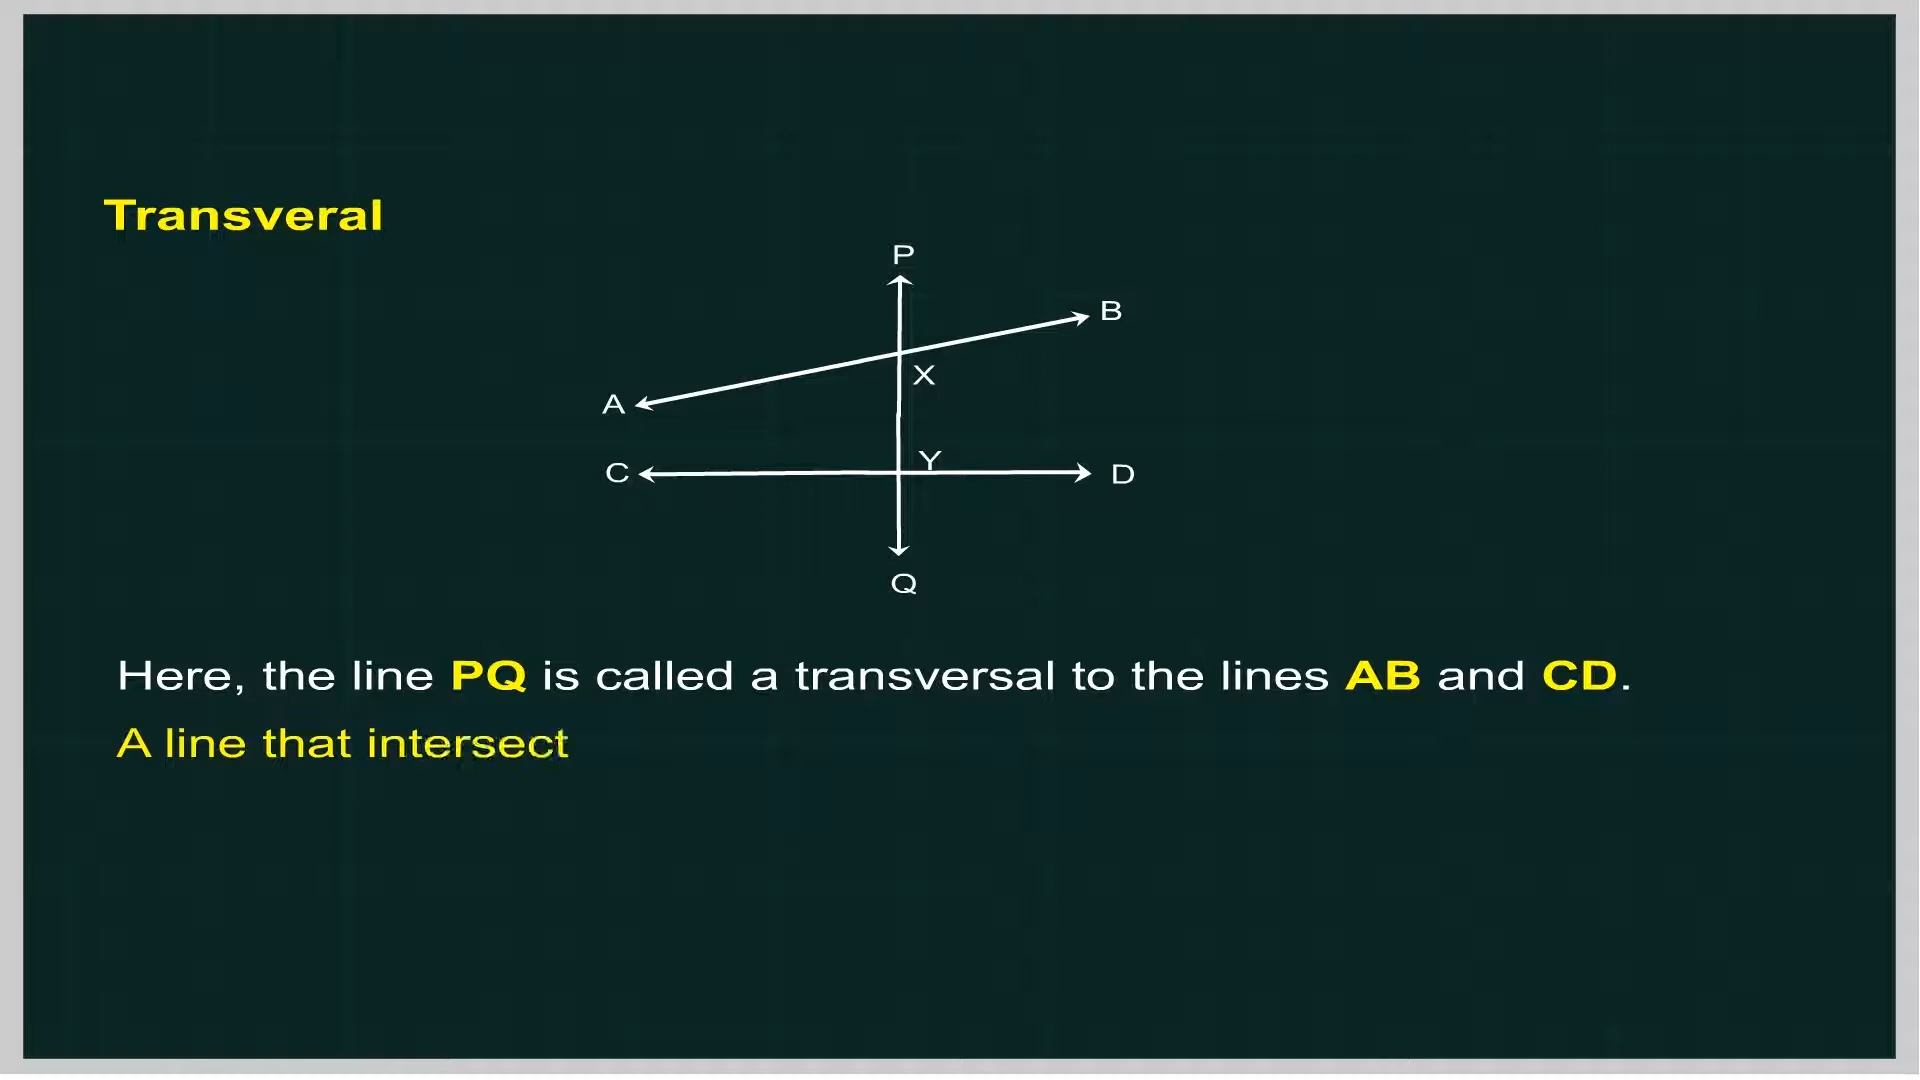 Transveral
P
B
X
A
Y
C
D
Q
Here, the line PQ is called a transversal to the lines AB and CD.
A line that intersect